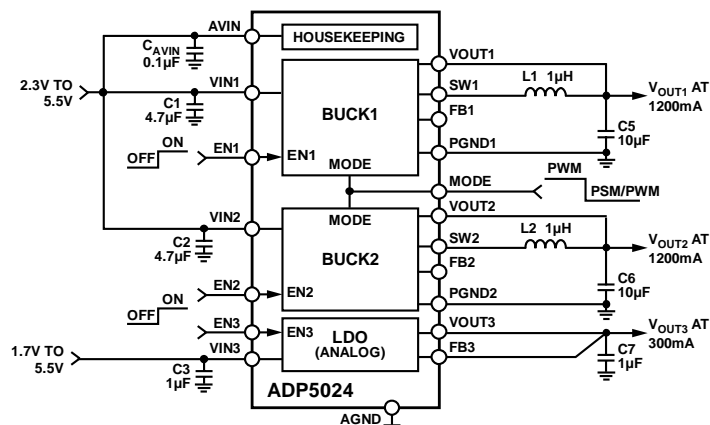 AVIN
HOUSEKEEPING
C_AVIN
0.1µF
VOUT1
2.3V TO
5.5V
VIN1
C1
4.7µF
BUCK1
SW1
L1 1µH
V_OUT1 AT
1200mA
FB1
C5
10µF
ON
OFF
EN1
EN1
MODE
PGND1
MODE
PWM
PSM/PWM
VIN2
MODE
VOUT2
C2
4.7µF
BUCK2
SW2
L2 1µH
V_OUT2 AT
1200mA
FB2
C6
10µF
ON
OFF
EN2
EN2
PGND2
EN3
EN3
LDO
(ANALOG)
VOUT3
V_OUT3 AT
300mA
1.7V TO
5.5V
VIN3
FB3
C7
1µF
C3
1µF
ADP5024
AGND